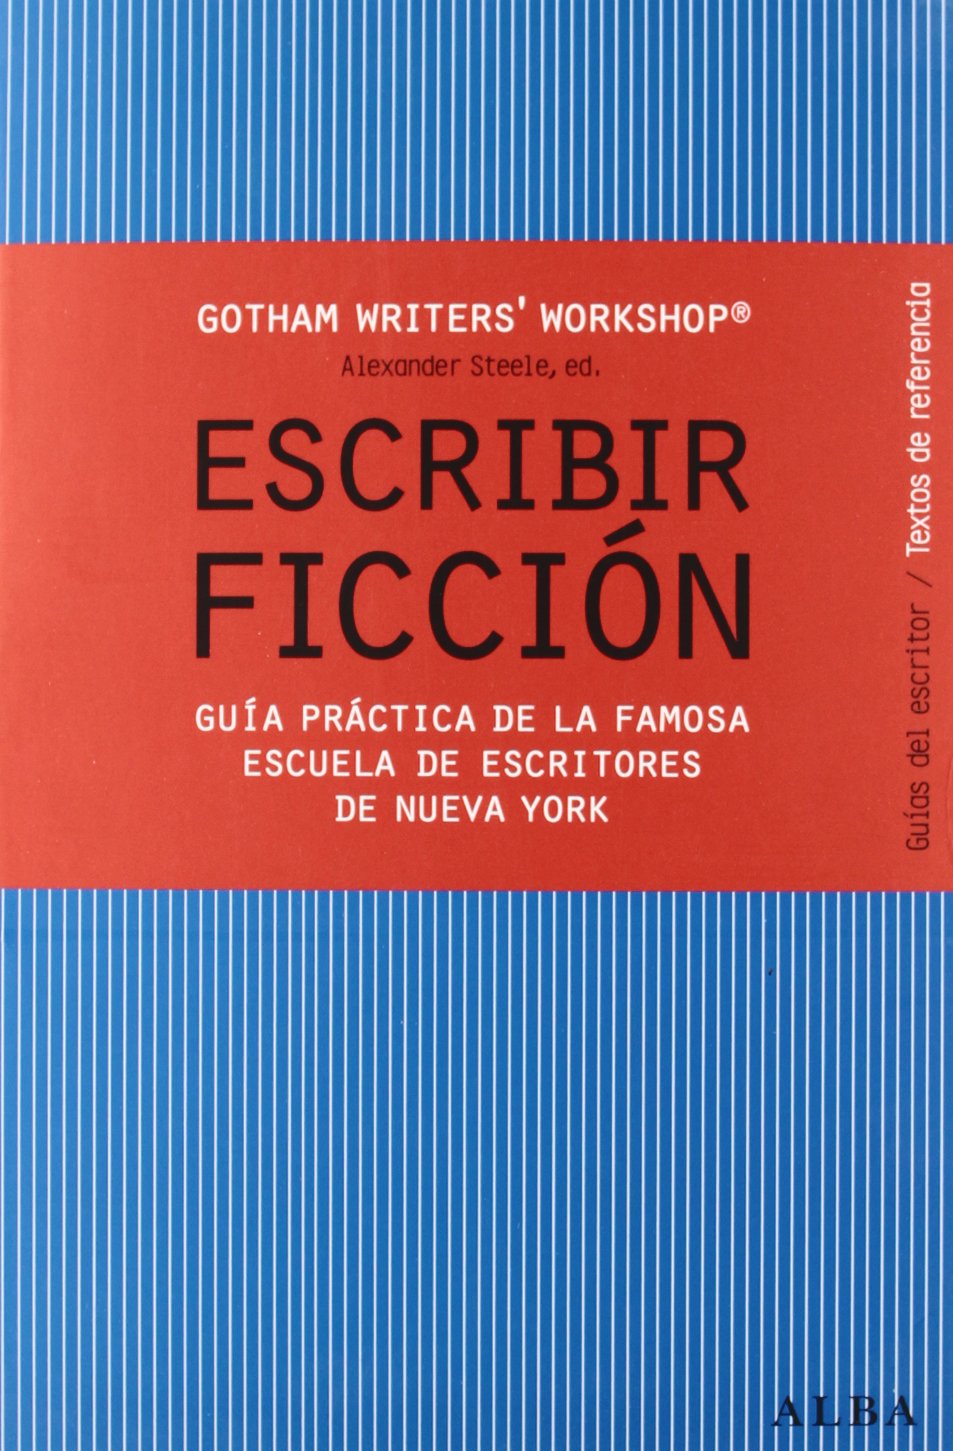 GOTHAM WRITERS' WORKSHOP®
Alexander Steele, ed.
ESCRIBIR
FICCIÓN
GUÍA PRÁCTICA DE LA FAMOSA
ESCUELA DE ESCRITORES
DE NUEVA YORK
Guías del escritor / Textos de referencia
ALBA